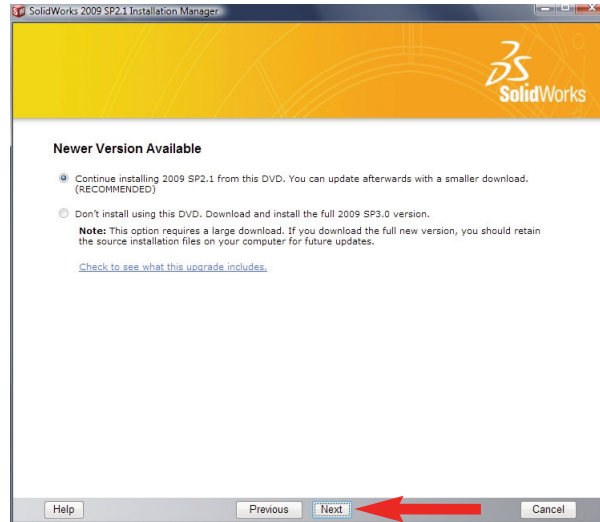 SolidWorks 2009 SP2.1 Installation Manager
SolidWorks
Newer Version Available
Continue installing 2009 SP2.1 from this DVD. You can update afterwards with a smaller download.
(RECOMMENDED)
Don't install using this DVD. Download and install the full 2009 SP3.0 version.
Note: This option requires a large download. If you download the full new version, you should retain
the source installation files on your computer for future updates.
Check to see what this upgrade includes.
Help Previous Next Cancel